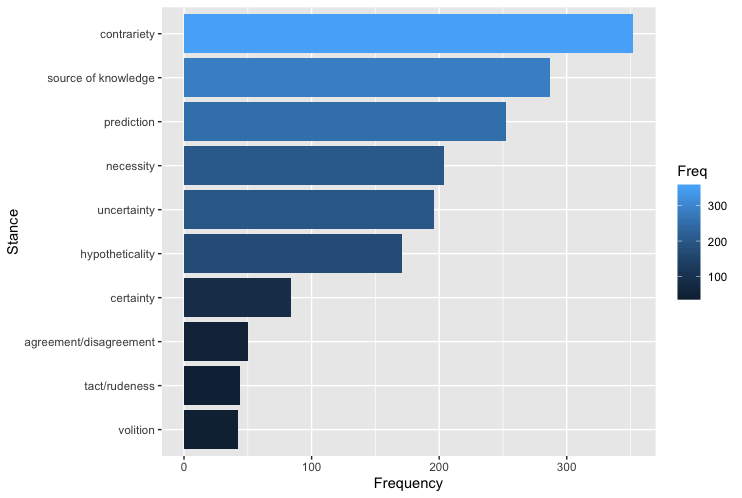 contrariety
source of knowledge
prediction
necessity
uncertainty
hypotheticality
certainty
agreement/disagreement
tact/rudeness
volition
Stance
0 100 200 300
Frequency
Freq
300
200
100